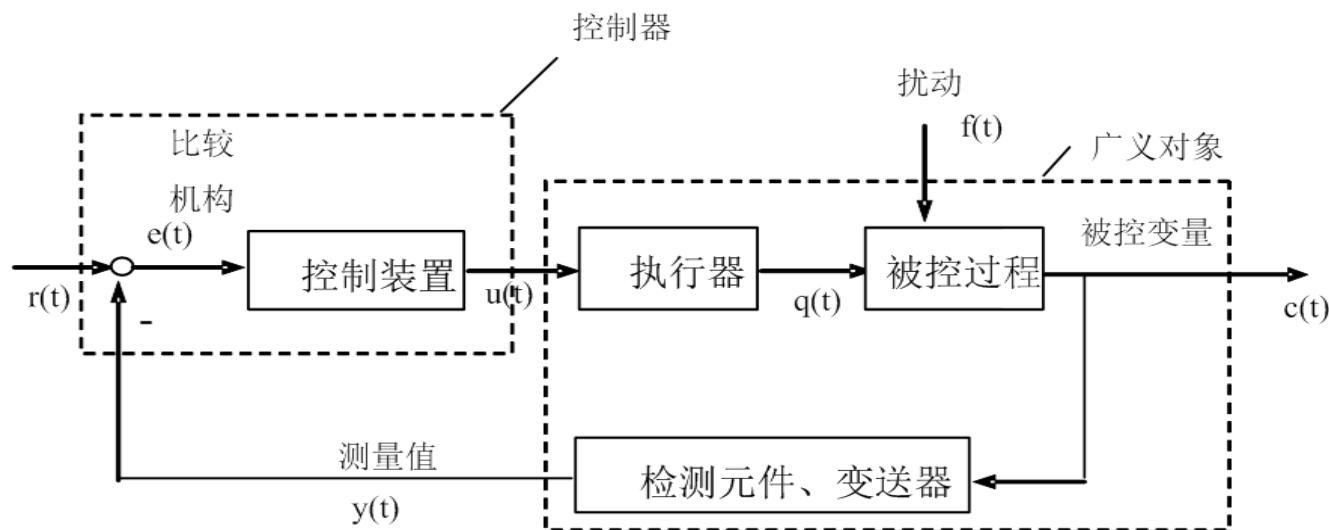 控制器
扰动
f(t)
广义对象
比较
机构
e(t)
被控变量
控制装置
执行器
被控过程
r(t)
-
u(t)
q(t)
c(t)
测量值
y(t)
检测元件、变送器